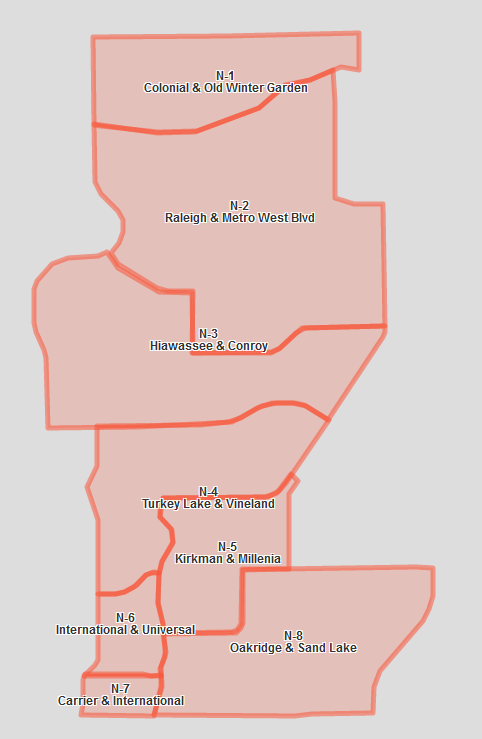 N-1
Colonial & Old Winter Garden
N-2
Raleigh & Metro West Blvd
N-3
Hiawassee & Conroy
N-4
Turkey Lake & Vineland
N-5
Kirkman & Millenia
N-6
International & Universal
N-8
Oakridge & Sand Lake
N-7
Carrier & International